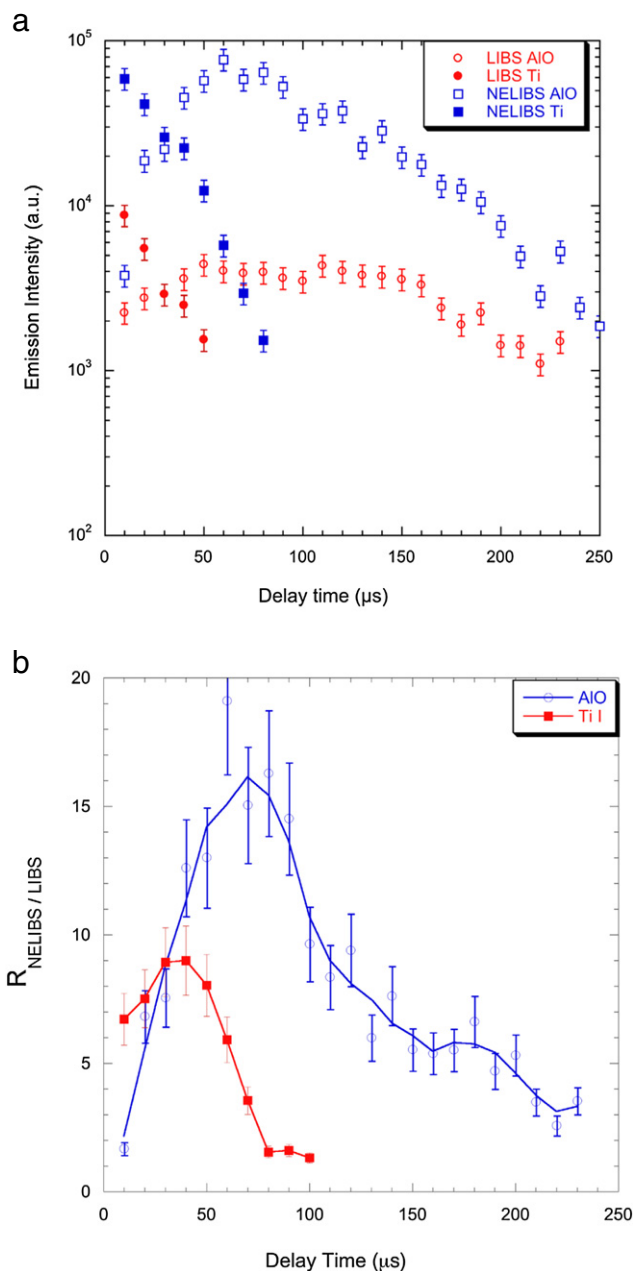 a
10^5
10^4
10^3
10^2
Emission Intensity (a.u.)
LIBS AlO
LIBS Ti
NELIBS AlO
NELIBS Ti
0 50 100 150 200 250
Delay time (μs)
b
20
15
10
5
0
R_NELIBS / LIBS
AlO
Ti I
0 50 100 150 200 250
Delay Time (μs)